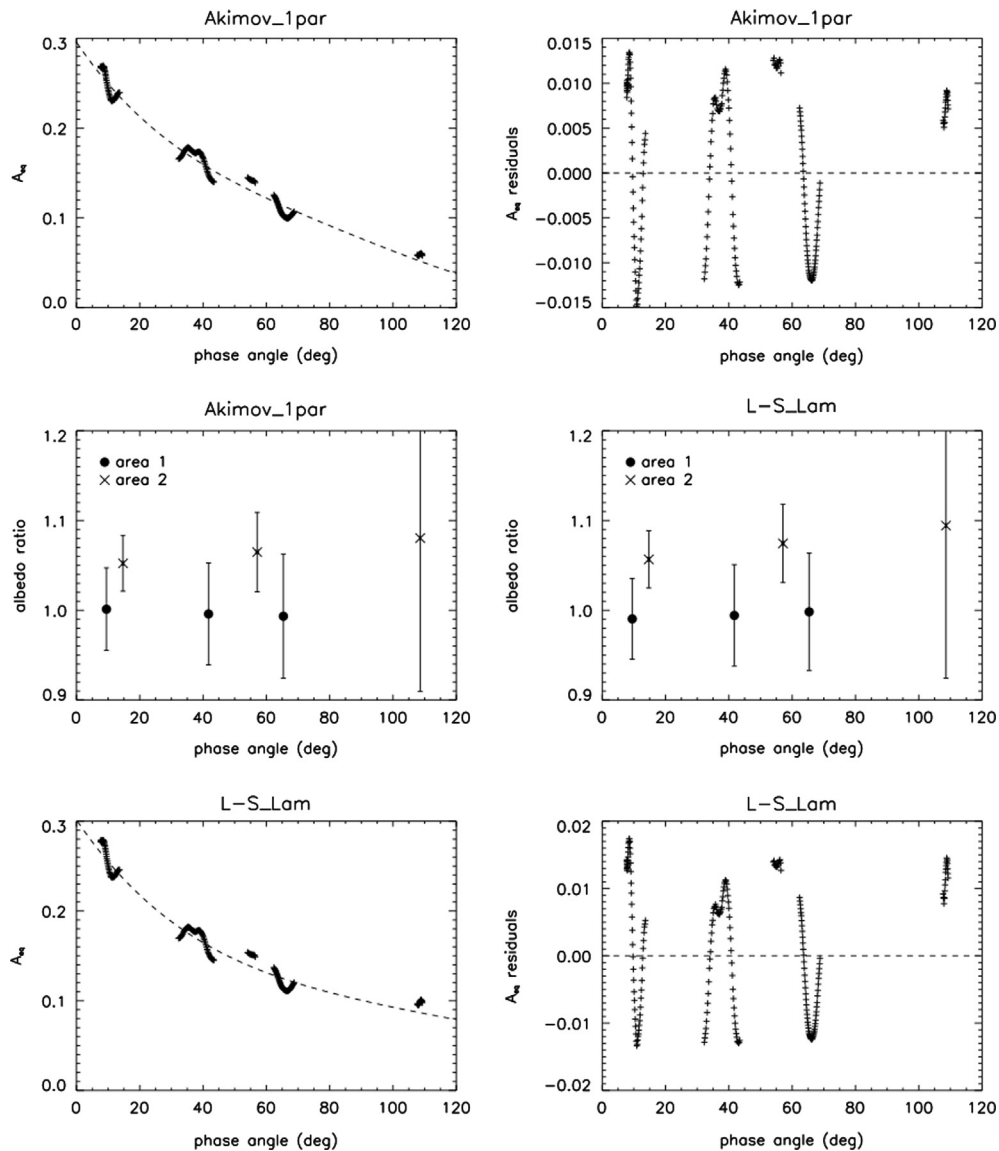 Akimov_1par
0.3
0.2
0.1
0.0
A_eq
0 20 40 60 80 100 120
phase angle (deg)
Akimov_1par
0.015
0.010
0.005
0.000
−0.005
−0.010
−0.015
A_eq residuals
0 20 40 60 80 100 120
phase angle (deg)
Akimov_1par
1.2
1.1
1.0
0.9
albedo ratio
area 1
area 2
0 20 40 60 80 100 120
phase angle (deg)
L−S_Lam
1.2
1.1
1.0
0.9
albedo ratio
area 1
area 2
0 20 40 60 80 100 120
phase angle (deg)
L−S_Lam
0.3
0.2
0.1
0.0
A_eq
0 20 40 60 80 100 120
phase angle (deg)
L−S_Lam
0.02
0.01
0.00
−0.01
−0.02
A_eq residuals
0 20 40 60 80 100 120
phase angle (deg)